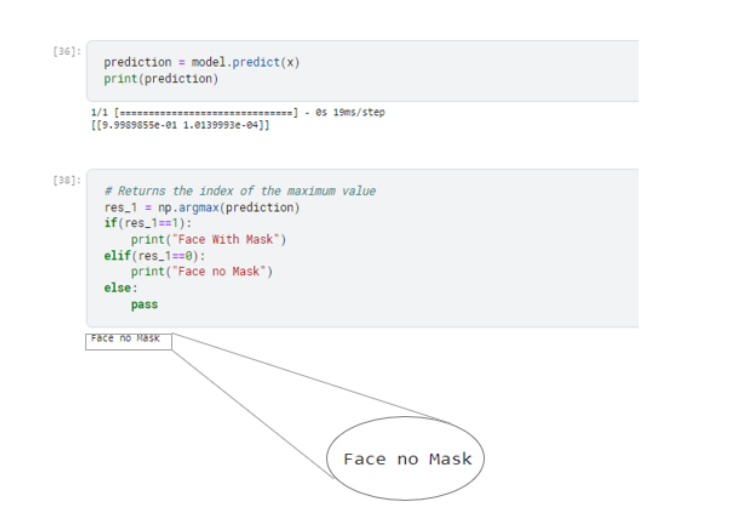 [36]:
prediction = model.predict(x)
print(prediction)
1/1 [==============================] - 0s 19ms/step
[[9.9989855e-01 1.0139993e-04]]
[38]:
# Returns the index of the maximum value
res_1 = np.argmax(prediction)
if(res_1==1):
    print("Face With Mask")
elif(res_1==0):
    print("Face no Mask")
else:
    pass
Face no Mask
Face no Mask